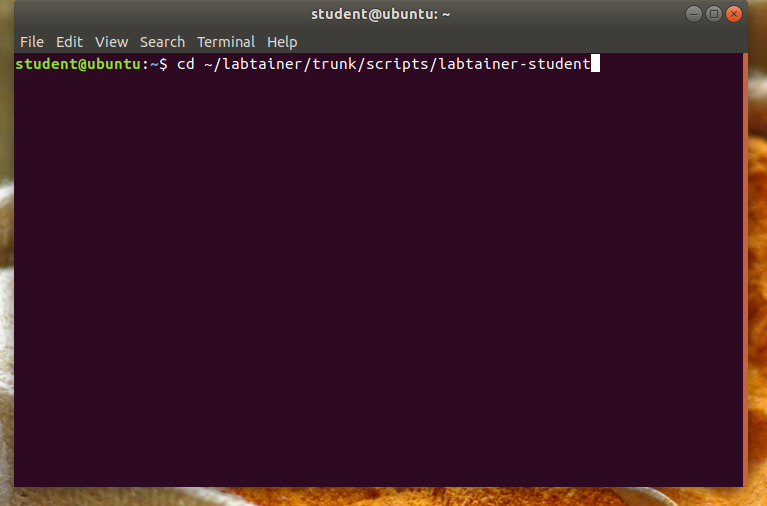 student@ubuntu: ~
File Edit View Search Terminal Help
student@ubuntu:~$ cd ~/labtainer/trunk/scripts/labtainer-student